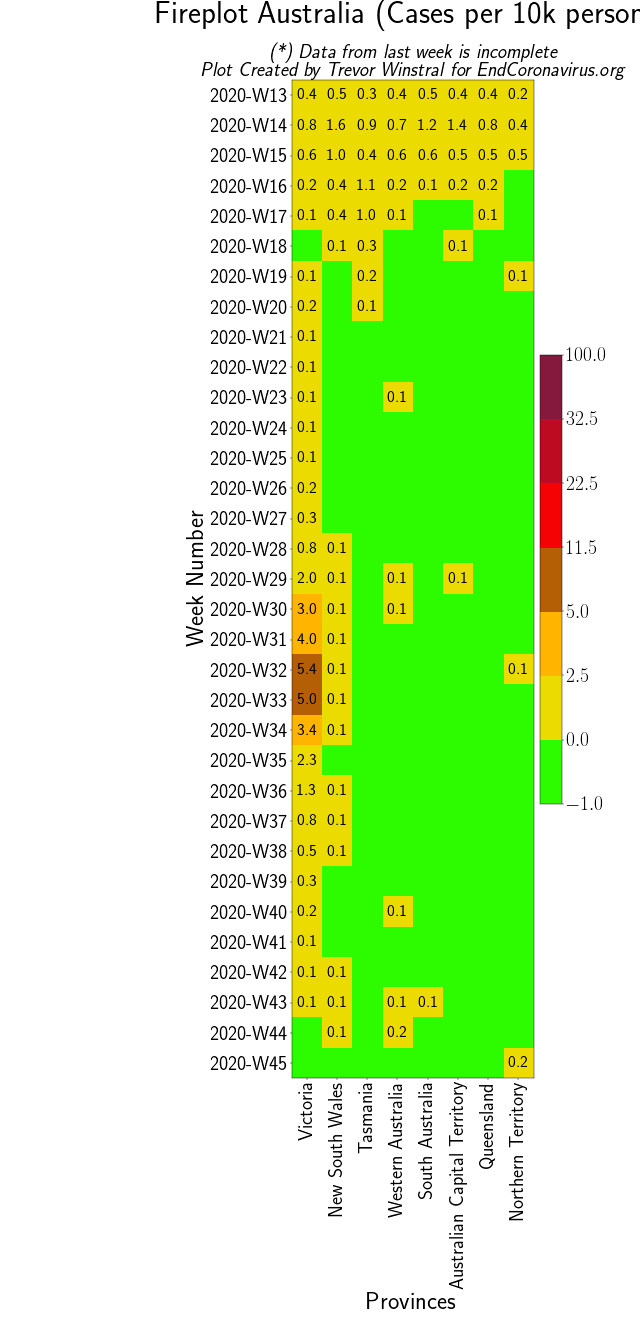 Fireplot Australia (Cases per 10k person
(*) Data from last week is incomplete
Plot Created by Trevor Winstral for EndCoronavirus.org
2020-W13 0.4 0.5 0.3 0.4 0.5 0.4 0.4 0.2
2020-W14 0.8 1.6 0.9 0.7 1.2 1.4 0.8 0.4
2020-W15 0.6 1.0 0.4 0.6 0.6 0.5 0.5 0.5
2020-W16 0.2 0.4 1.1 0.2 0.1 0.2 0.2
2020-W17 0.1 0.4 1.0 0.1 0.1
2020-W18 0.1 0.3 0.1
2020-W19 0.1 0.2 0.1
2020-W20 0.2 0.1
2020-W21 0.1
2020-W22 0.1
2020-W23 0.1 0.1
2020-W24 0.1
2020-W25 0.1
2020-W26 0.2
2020-W27 0.3
2020-W28 0.8 0.1
2020-W29 2.0 0.1 0.1 0.1
2020-W30 3.0 0.1 0.1
2020-W31 4.0 0.1
2020-W32 5.4 0.1 0.1
2020-W33 5.0 0.1
2020-W34 3.4 0.1
2020-W35 2.3
2020-W36 1.3 0.1
2020-W37 0.8 0.1
2020-W38 0.5 0.1
2020-W39 0.3
2020-W40 0.2 0.1
2020-W41 0.1
2020-W42 0.1 0.1
2020-W43 0.1 0.1 0.1 0.1
2020-W44 0.1 0.2
2020-W45 0.2
Week Number
Victoria
New South Wales
Tasmania
Western Australia
South Australia
Australian Capital Territory
Queensland
Northern Territory
Provinces
100.0
32.5
22.5
11.5
5.0
2.5
0.0
−1.0